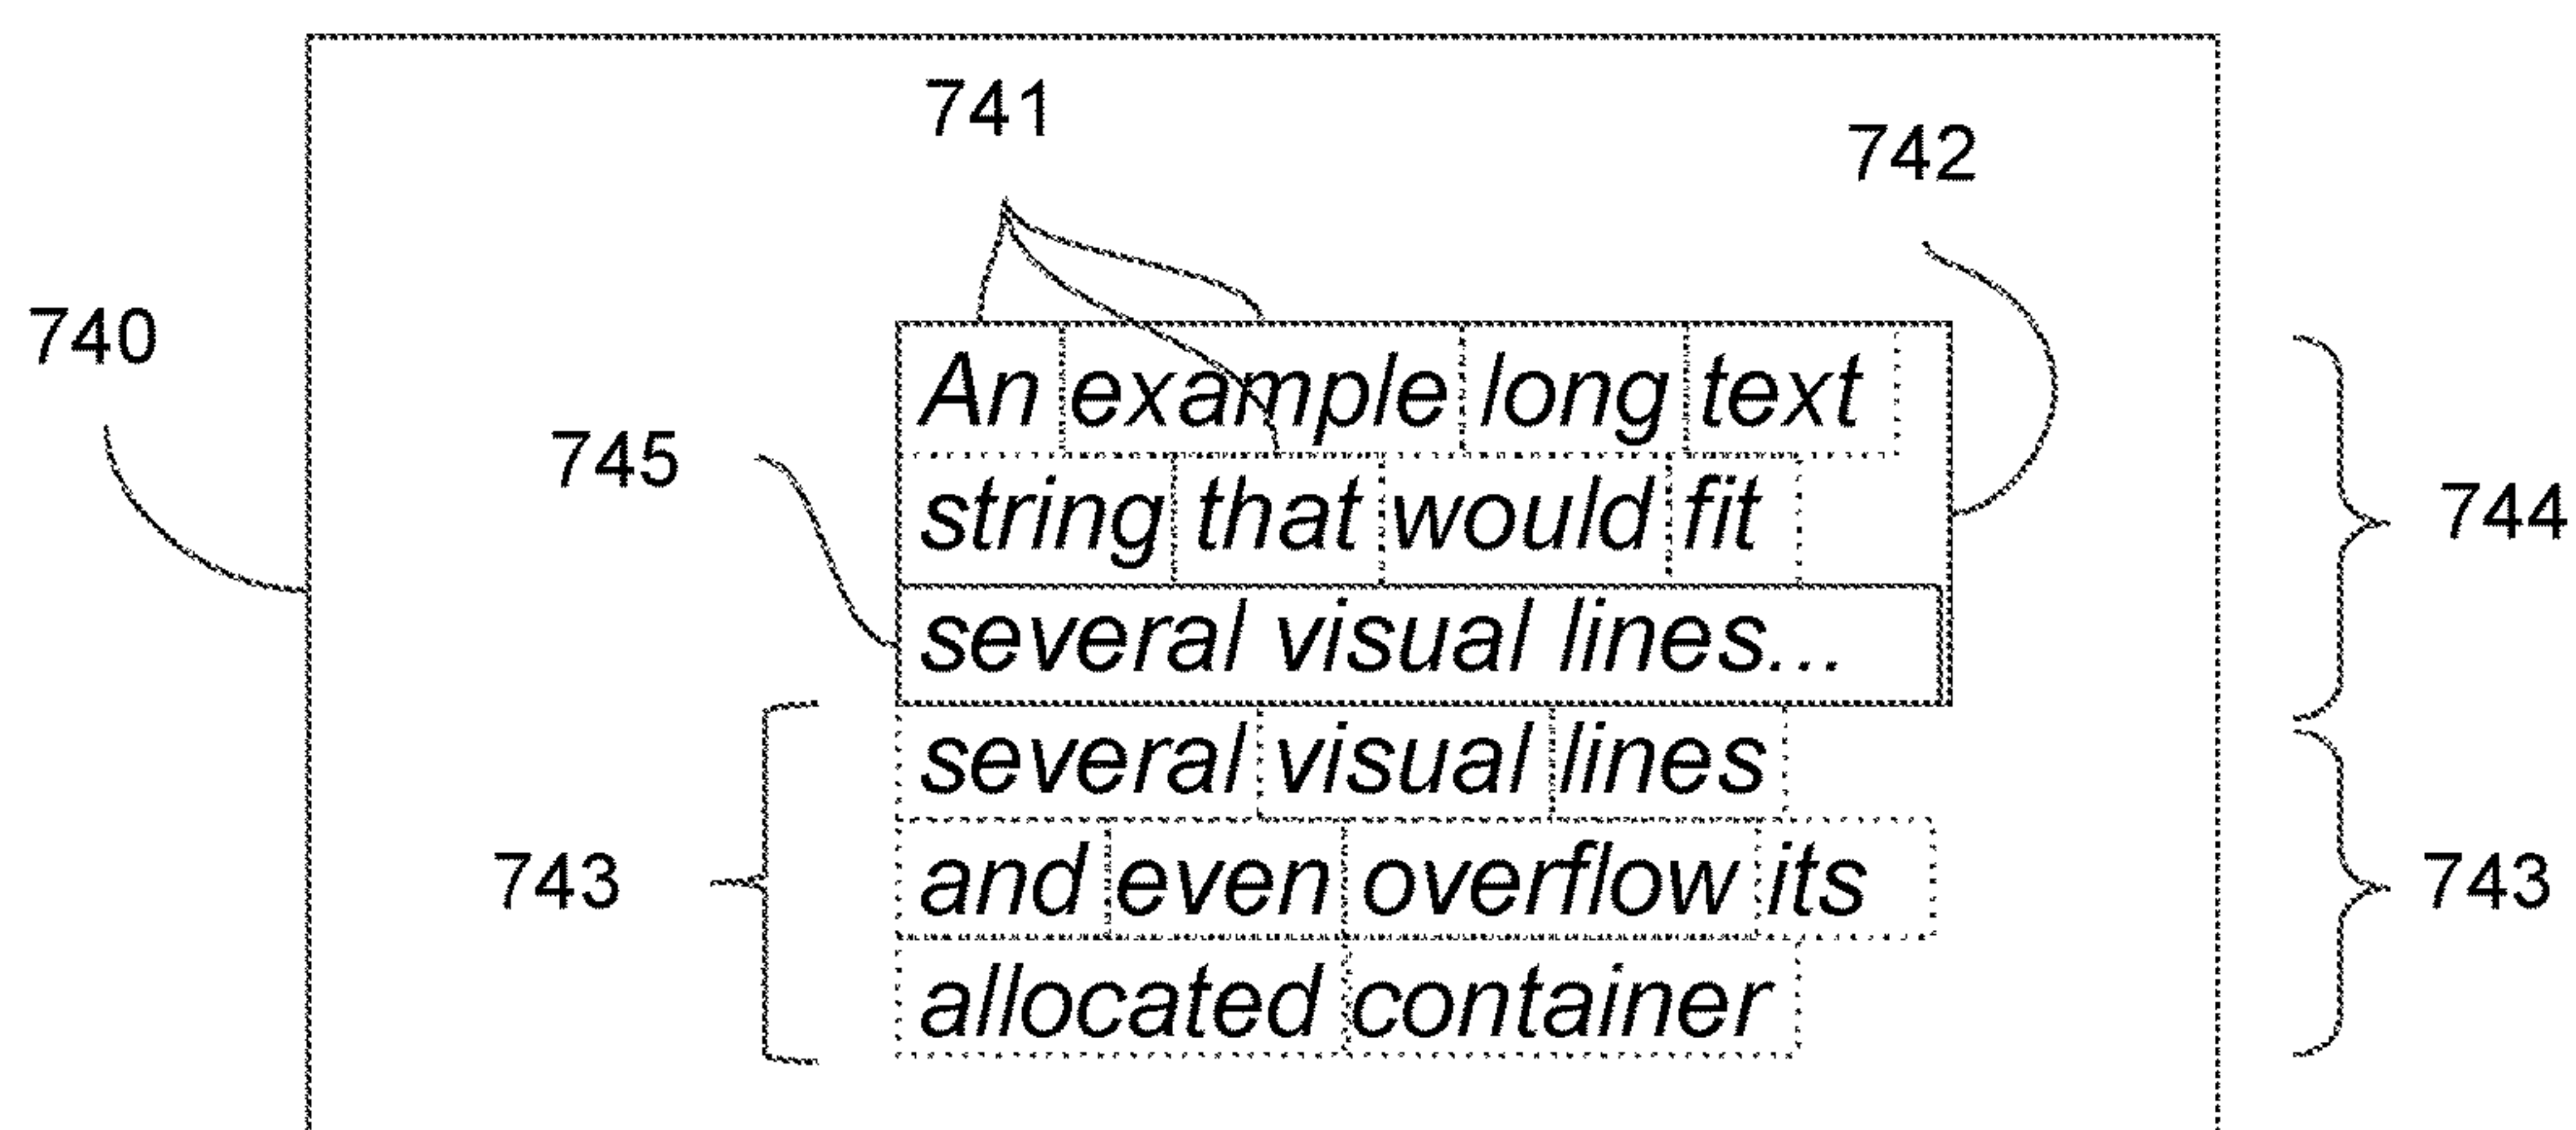 741
742
740
An example long text
745
string that would fit
744
several visual lines...
several visual lines
743
and even overflow its
743
allocated container